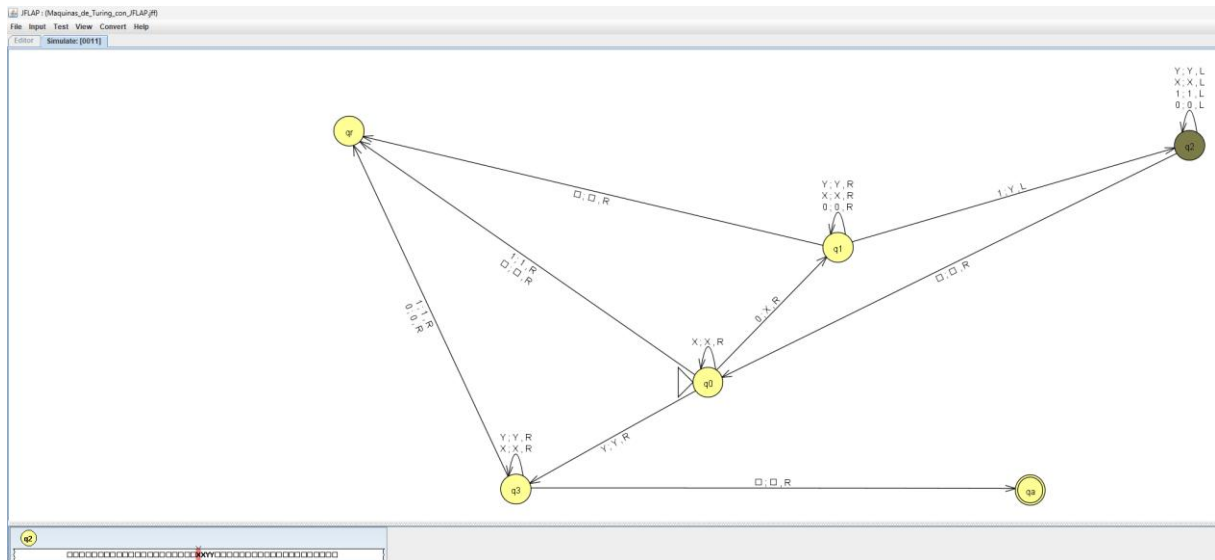 JFLAP : (Maquinas_de_Turing_con_JFLAP.jff)
File Input Test View Convert Help
Editor Simulate: [0011]
Y ; Y , L
X ; X , L
1 ; 1 , L
0 ; 0 , L
qr
q2
Y ; Y , R
X ; X , R
0 ; 0 , R
□ ; □ , R
1 ; Y , L
q1
1 ; 1 , R
□ ; □ , R
□ ; □ , R
1 ; 1 , R
0 ; 0 , R
0 ; X , R
X ; X , R
q0
Y ; Y , R
X ; X , R
Y ; Y , R
□ ; □ , R
q3
qa
q2